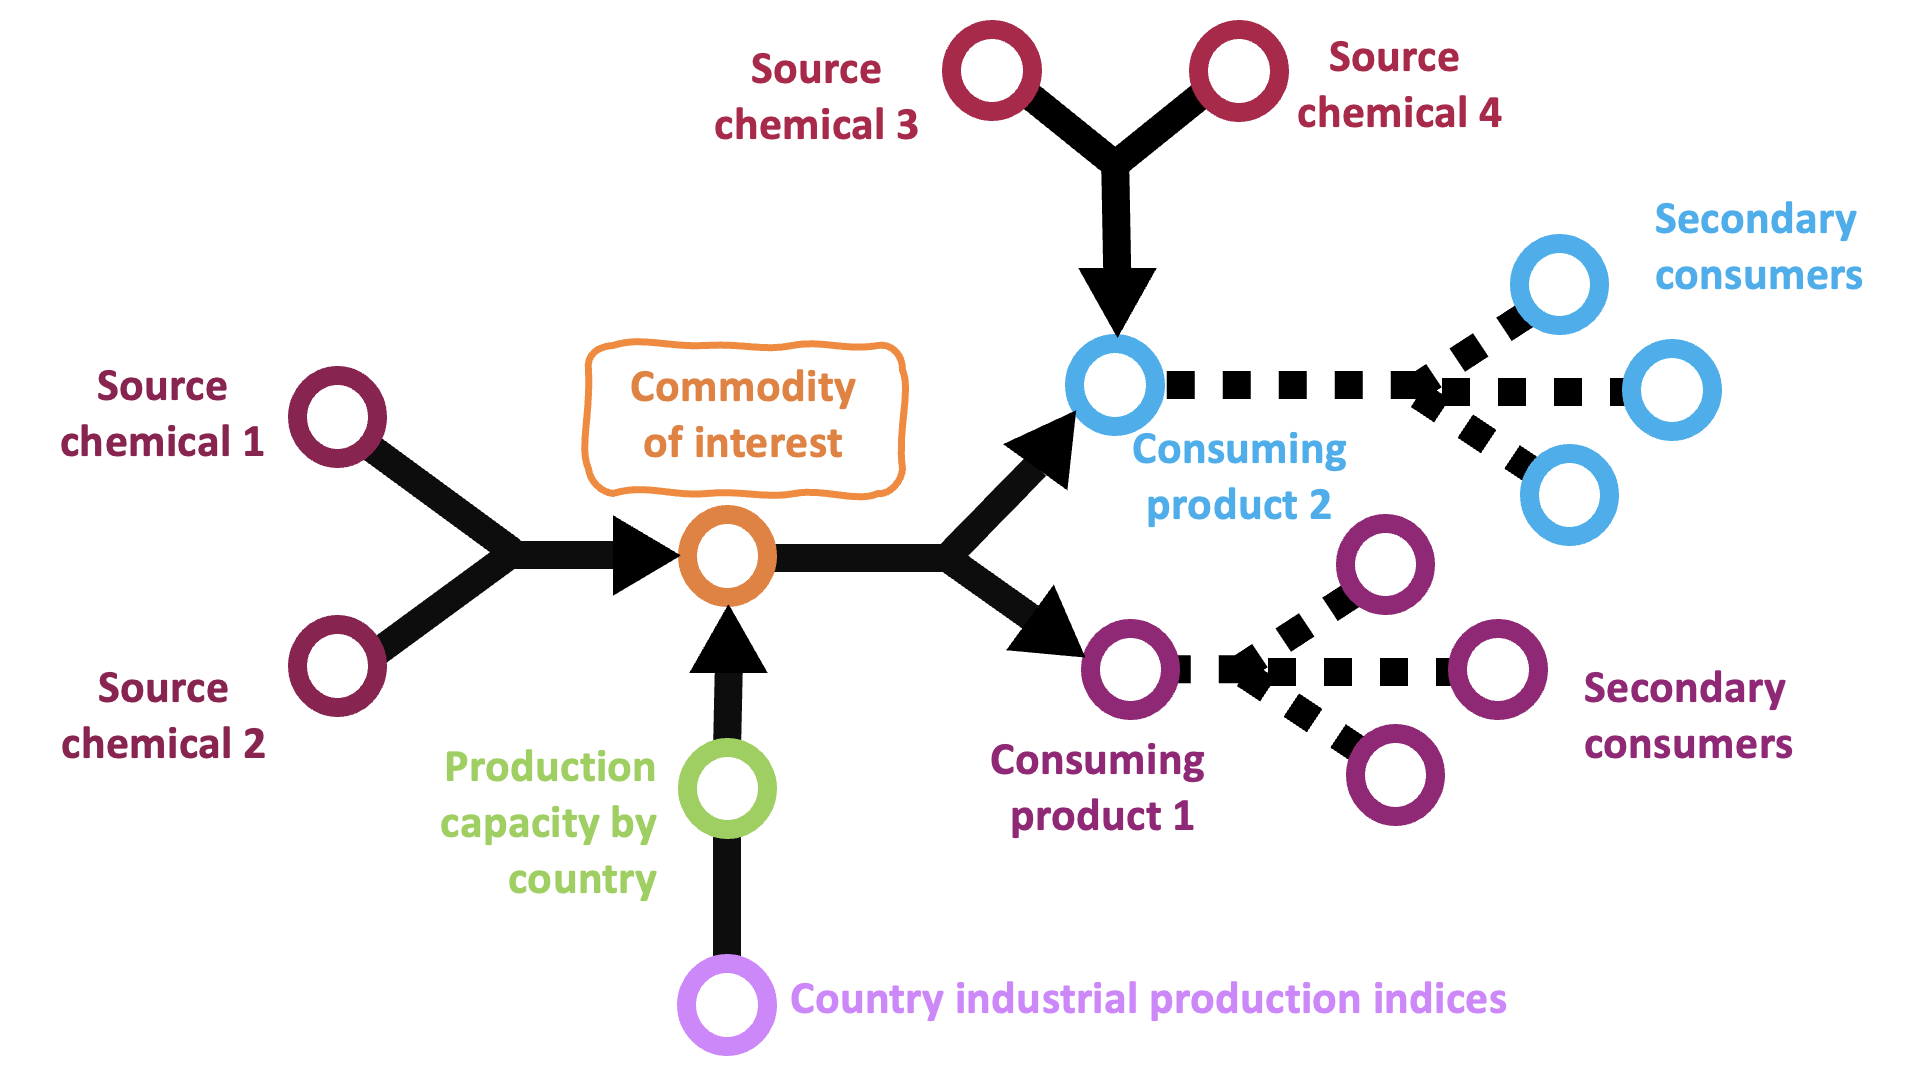 Source
chemical 3
Source
chemical 4
Secondary
consumers
Source
chemical 1
Commodity
of interest
Consuming
product 2
Source
chemical 2
Secondary
consumers
Production
capacity by
country
Consuming
product 1
Country industrial production indices